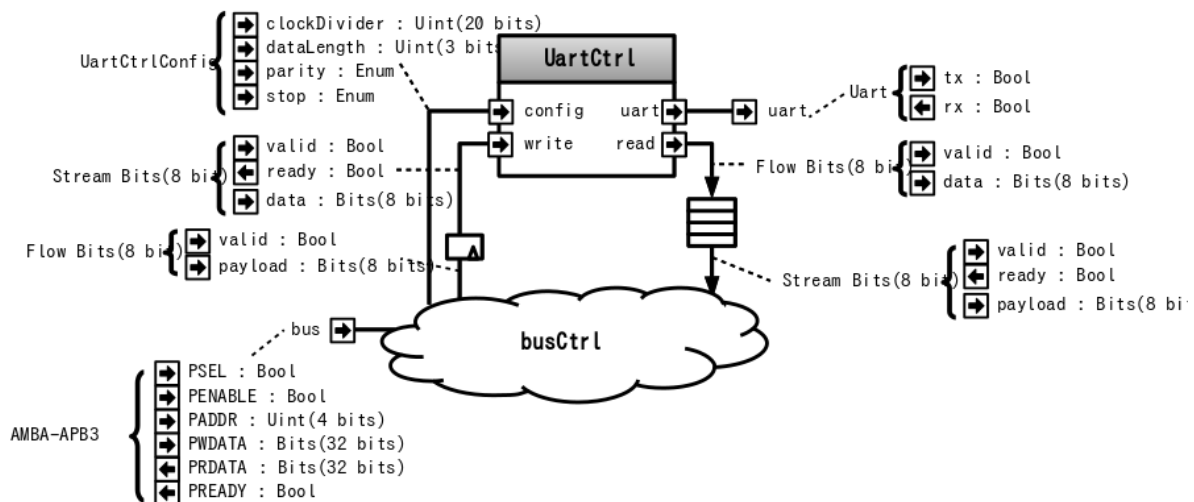 UartCtrlConfig
clockDivider : Uint(20 bits)
dataLength : Uint(3 bits
parity : Enum
stop : Enum
UartCtrl
config uart
write read
uart
Uart
tx : Bool
rx : Bool
Stream Bits(8 bit)
valid : Bool
ready : Bool
data : Bits(8 bits)
Flow Bits(8 bit)
valid : Bool
data : Bits(8 bits)
Flow Bits(8 bit)
valid : Bool
payload : Bits(8 bits)
Stream Bits(8 bit)
valid : Bool
ready : Bool
payload : Bits(8 bit
bus
busCtrl
AMBA-APB3
PSEL : Bool
PENABLE : Bool
PADDR : Uint(4 bits)
PWDATA : Bits(32 bits)
PRDATA : Bits(32 bits)
PREADY : Bool